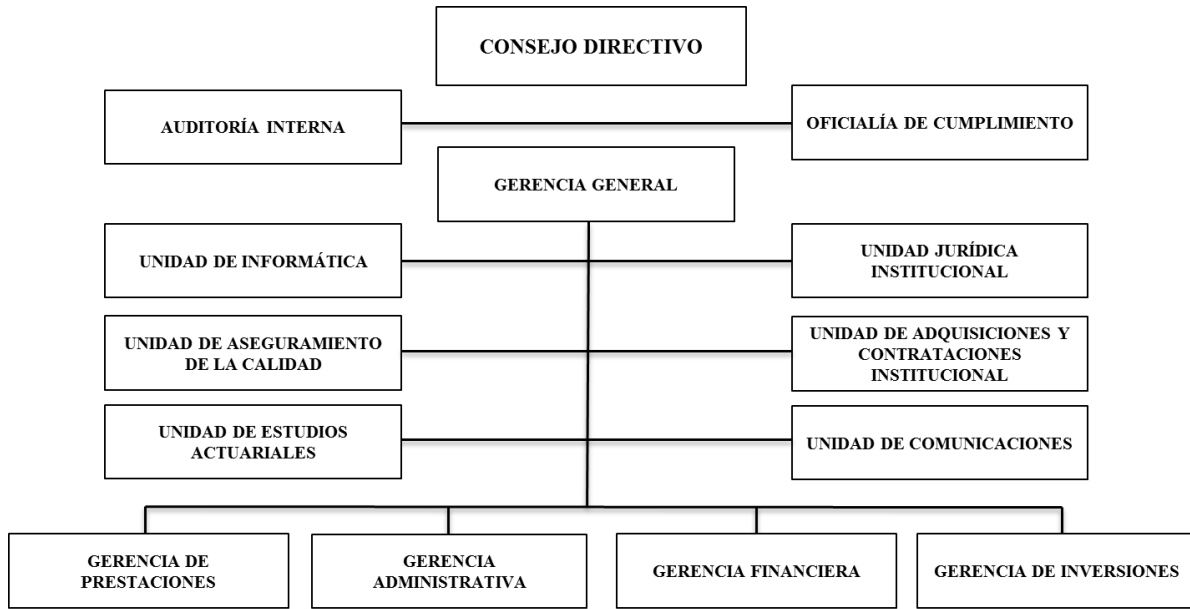 CONSEJO DIRECTIVO
AUDITORÍA INTERNA
OFICIALÍA DE CUMPLIMIENTO
GERENCIA GENERAL
UNIDAD DE INFORMÁTICA
UNIDAD JURÍDICA
INSTITUCIONAL
UNIDAD DE ASEGURAMIENTO
DE LA CALIDAD
UNIDAD DE ADQUISICIONES Y
CONTRATACIONES
INSTITUCIONAL
UNIDAD DE ESTUDIOS
ACTUARIALES
UNIDAD DE COMUNICACIONES
GERENCIA DE
PRESTACIONES
GERENCIA
ADMINISTRATIVA
GERENCIA FINANCIERA
GERENCIA DE INVERSIONES